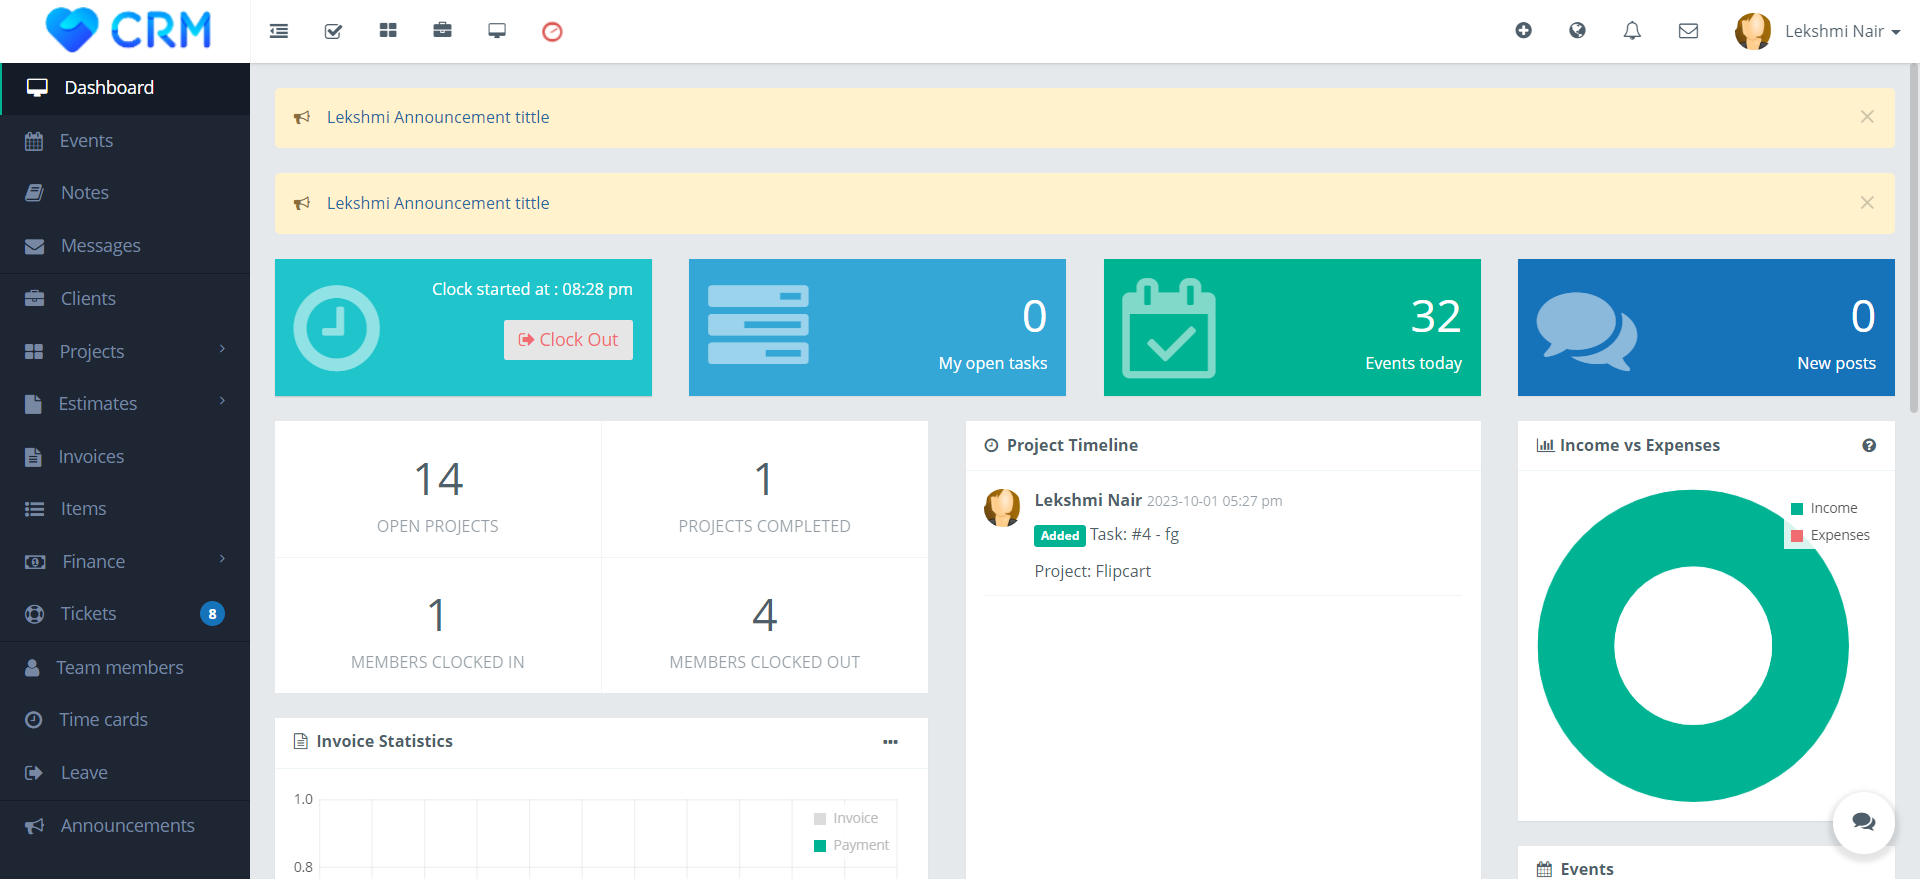 CRM
Lekshmi Nair
Dashboard
Events
Notes
Messages
Clients
Projects
Estimates
Invoices
Items
Finance
Tickets 8
Team members
Time cards
Leave
Announcements
Lekshmi Announcement tittle
Lekshmi Announcement tittle
Clock started at : 08:28 pm
Clock Out
0
My open tasks
32
Events today
0
New posts
14
OPEN PROJECTS
1
PROJECTS COMPLETED
1
MEMBERS CLOCKED IN
4
MEMBERS CLOCKED OUT
Invoice Statistics
1.0
0.8
Invoice
Payment
Project Timeline
Lekshmi Nair 2023-10-01 05:27 pm
Added Task: #4 - fg
Project: Flipcart
Income vs Expenses
Income
Expenses
Events